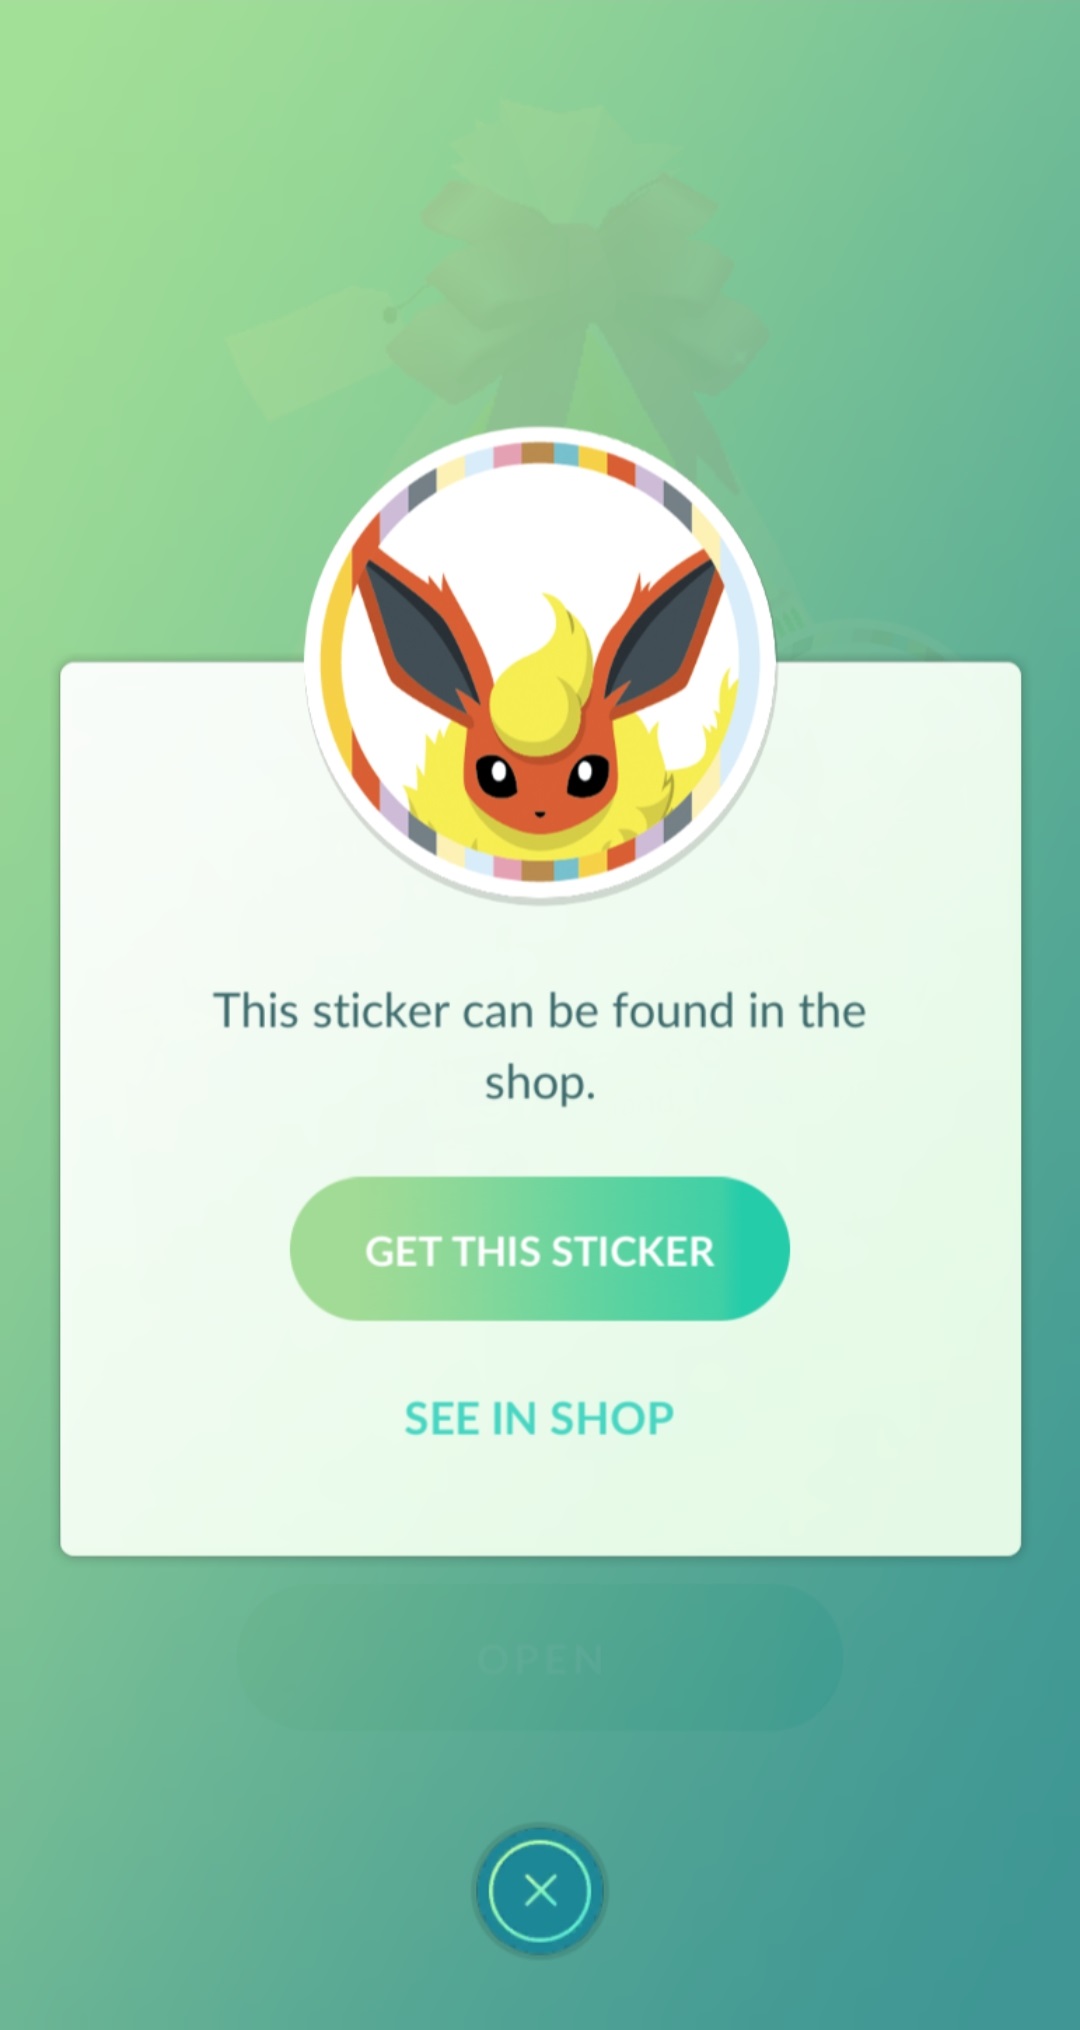 This sticker can be found in the
shop.
GET THIS STICKER
SEE IN SHOP
OPEN